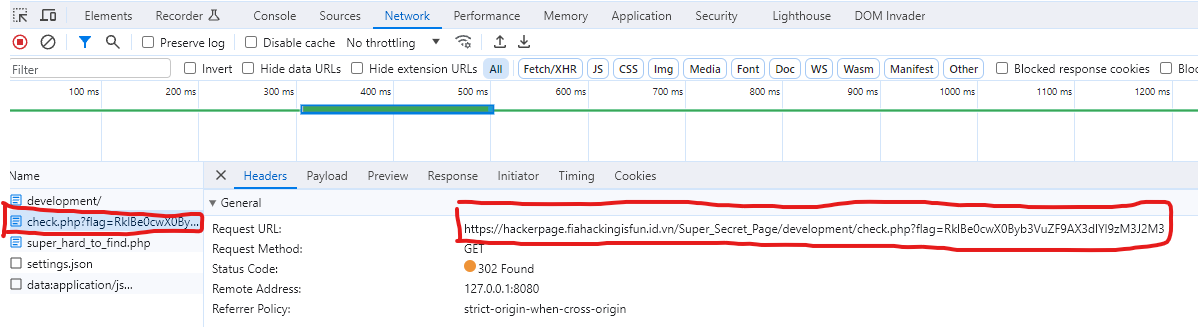 Elements Recorder Console Sources Network Performance Memory Application Security Lighthouse DOM Invader
Preserve log Disable cache No throttling
Filter Invert Hide data URLs Hide extension URLs All Fetch/XHR JS CSS Img Media Font Doc WS Wasm Manifest Other Blocked response cookies Bloc
100 ms 200 ms 300 ms 400 ms 500 ms 600 ms 700 ms 800 ms 900 ms 1000 ms 1100 ms 1200 ms
Name Headers Payload Preview Response Initiator Timing Cookies
development/
check.php?flag=RklBe0cwX0By...
super_hard_to_find.php
settings.json
data:application/js...
General
Request URL: https://hackerpage.fiahackingisfun.id.vn/Super_Secret_Page/development/check.php?flag=RklBe0cwX0Byb3VuZF9AX3dIYl9zM3J2M3
Request Method: GET
Status Code: 302 Found
Remote Address: 127.0.0.1:8080
Referrer Policy: strict-origin-when-cross-origin